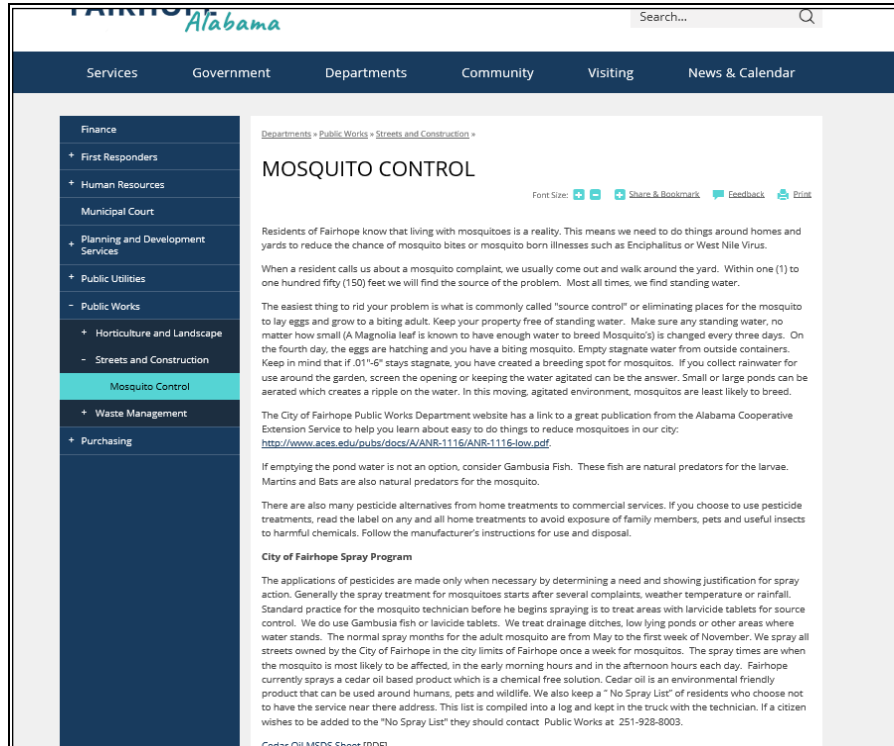 Alabama
Search...
Services Government Departments Community Visiting News & Calendar
Finance
+ First Responders
+ Human Resources
Municipal Court
+ Planning and Development
Services
+ Public Utilities
- Public Works
+ Horticulture and Landscape
- Streets and Construction
Mosquito Control
+ Waste Management
+ Purchasing
Departments » Public Works » Streets and Construction »
MOSQUITO CONTROL
Font Size: + - Share & Bookmark Feedback Print
Residents of Fairhope know that living with mosquitoes is a reality. This means we need to do things around homes and
yards to reduce the chance of mosquito bites or mosquito born illnesses such as Enciphalitus or West Nile Virus.
When a resident calls us about a mosquito complaint, we usually come out and walk around the yard.  Within one (1) to
one hundred fifty (150) feet we will find the source of the problem.  Most all times, we find standing water.
The easiest thing to rid your problem is what is commonly called "source control" or eliminating places for the mosquito
to lay eggs and grow to a biting adult. Keep your property free of standing water.  Make sure any standing water, no
matter how small (A Magnolia leaf is known to have enough water to breed Mosquito's) is changed every three days.  On
the fourth day, the eggs are hatching and you have a biting mosquito. Empty stagnate water from outside containers.
Keep in mind that if .01"-6" stays stagnate, you have created a breeding spot for mosquitos.  If you collect rainwater for
use around the garden, screen the opening or keeping the water agitated can be the answer. Small or large ponds can be
aerated which creates a ripple on the water. In this moving, agitated environment, mosquitos are least likely to breed.
The City of Fairhope Public Works Department website has a link to a great publication from the Alabama Cooperative
Extension Service to help you learn about easy to do things to reduce mosquitoes in our city:
http://www.aces.edu/pubs/docs/A/ANR-1116/ANR-1116-low.pdf.
If emptying the pond water is not an option, consider Gambusia Fish.  These fish are natural predators for the larvae.
Martins and Bats are also natural predators for the mosquito.
There are also many pesticide alternatives from home treatments to commercial services. If you choose to use pesticide
treatments, read the label on any and all home treatments to avoid exposure of family members, pets and useful insects
to harmful chemicals. Follow the manufacturer's instructions for use and disposal.
City of Fairhope Spray Program
The applications of pesticides are made only when necessary by determining a need and showing justification for spray
action. Generally the spray treatment for mosquitoes starts after several complaints, weather temperature or rainfall.
Standard practice for the mosquito technician before he begins spraying is to treat areas with larvicide tablets for source
control.  We do use Gambusia fish or lavicide tablets.  We treat drainage ditches, low lying ponds or other areas where
water stands.  The normal spray months for the adult mosquito are from May to the first week of November. We spray all
streets owned by the City of Fairhope in the city limits of Fairhope once a week for mosquitos.  The spray times are when
the mosquito is most likely to be affected, in the early morning hours and in the afternoon hours each day.  Fairhope
currently sprays a cedar oil based product which is a chemical free solution. Cedar oil is an environmental friendly
product that can be used around humans, pets and wildlife. We also keep a " No Spray List" of residents who choose not
to have the service near there address. This list is compiled into a log and kept in the truck with the technician. If a citizen
wishes to be added to the "No Spray List" they should contact  Public Works at  251-928-8003.
Cedar Oil MSDS Sheet [PDF]